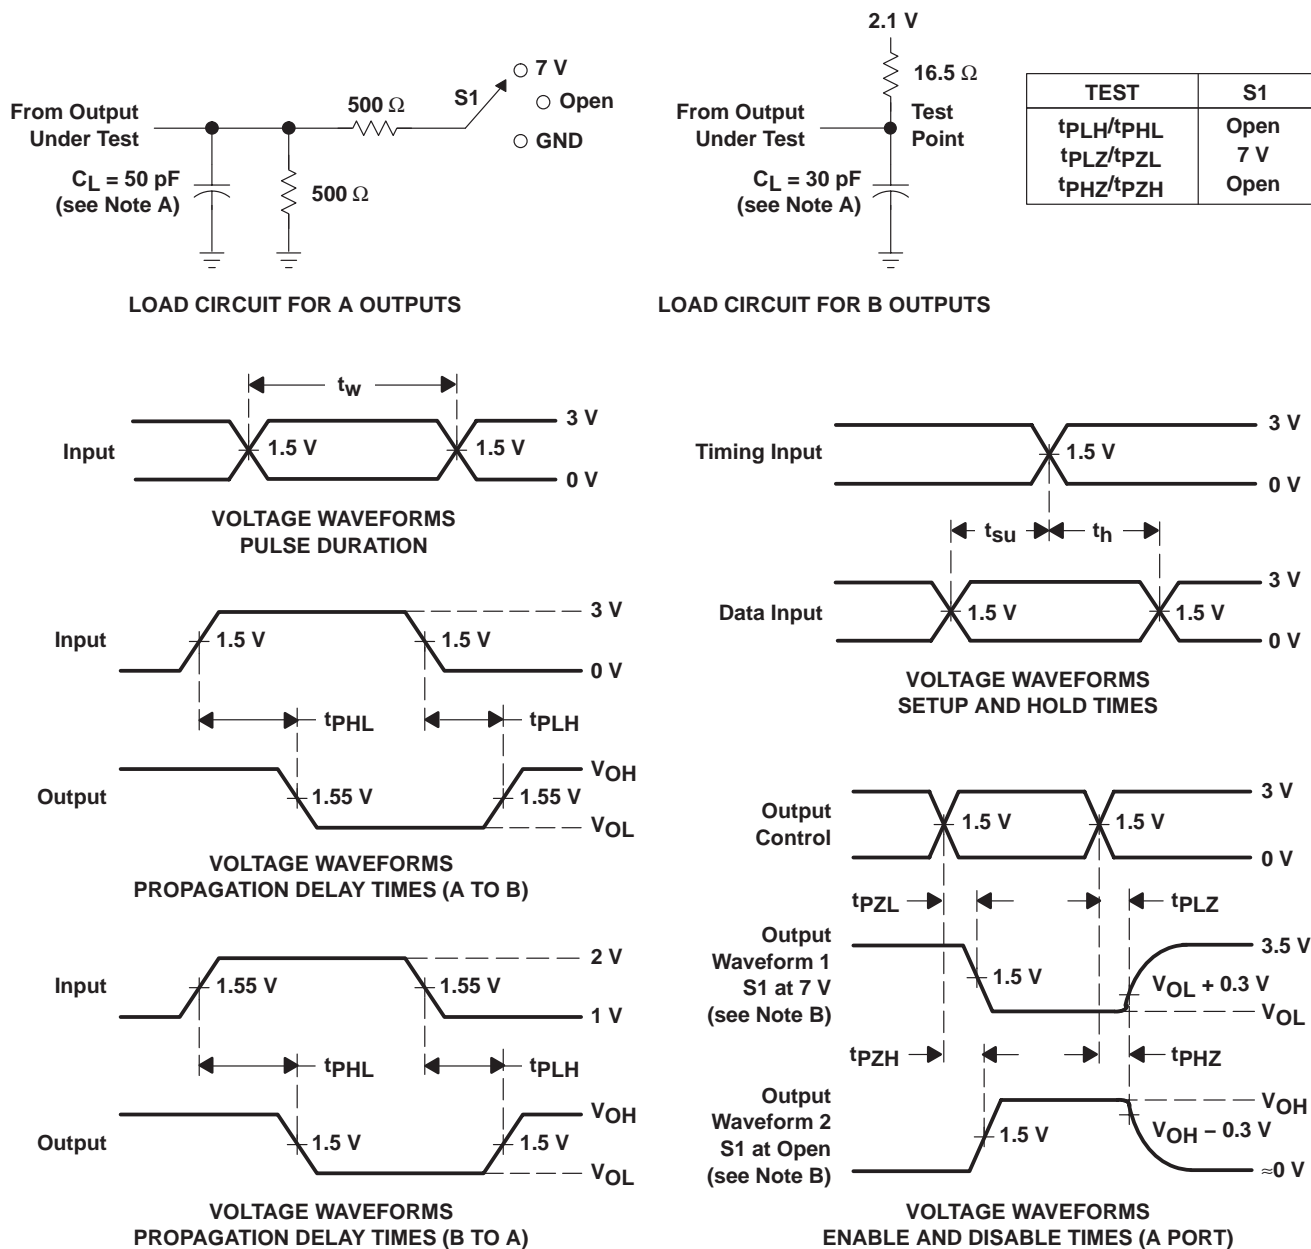 From Output
Under Test
CL = 50 pF
(see Note A)
500 Ω
500 Ω
S1
7 V
Open
GND
LOAD CIRCUIT FOR A OUTPUTS
2.1 V
16.5 Ω
From Output
Under Test
Test
Point
CL = 30 pF
(see Note A)
LOAD CIRCUIT FOR B OUTPUTS
TEST S1
tPLH/tPHL Open
tPLZ/tPZL 7 V
tPHZ/tPZH Open
tw
Input
1.5 V
1.5 V
3 V
0 V
VOLTAGE WAVEFORMS
PULSE DURATION
Timing Input
1.5 V
3 V
0 V
tsu
th
Data Input
1.5 V
1.5 V
3 V
0 V
VOLTAGE WAVEFORMS
SETUP AND HOLD TIMES
Input
1.5 V
1.5 V
3 V
0 V
tPHL
tPLH
Output
1.55 V
1.55 V
VOH
VOL
VOLTAGE WAVEFORMS
PROPAGATION DELAY TIMES (A TO B)
Input
1.55 V
1.55 V
2 V
1 V
tPHL
tPLH
Output
1.5 V
1.5 V
VOH
VOL
VOLTAGE WAVEFORMS
PROPAGATION DELAY TIMES (B TO A)
Output
Control
1.5 V
1.5 V
3 V
0 V
tPZL
tPLZ
Output
Waveform 1
S1 at 7 V
(see Note B)
1.5 V
3.5 V
VOL + 0.3 V
VOL
tPZH
tPHZ
Output
Waveform 2
S1 at Open
(see Note B)
1.5 V
VOH
VOH − 0.3 V
≈0 V
VOLTAGE WAVEFORMS
ENABLE AND DISABLE TIMES (A PORT)